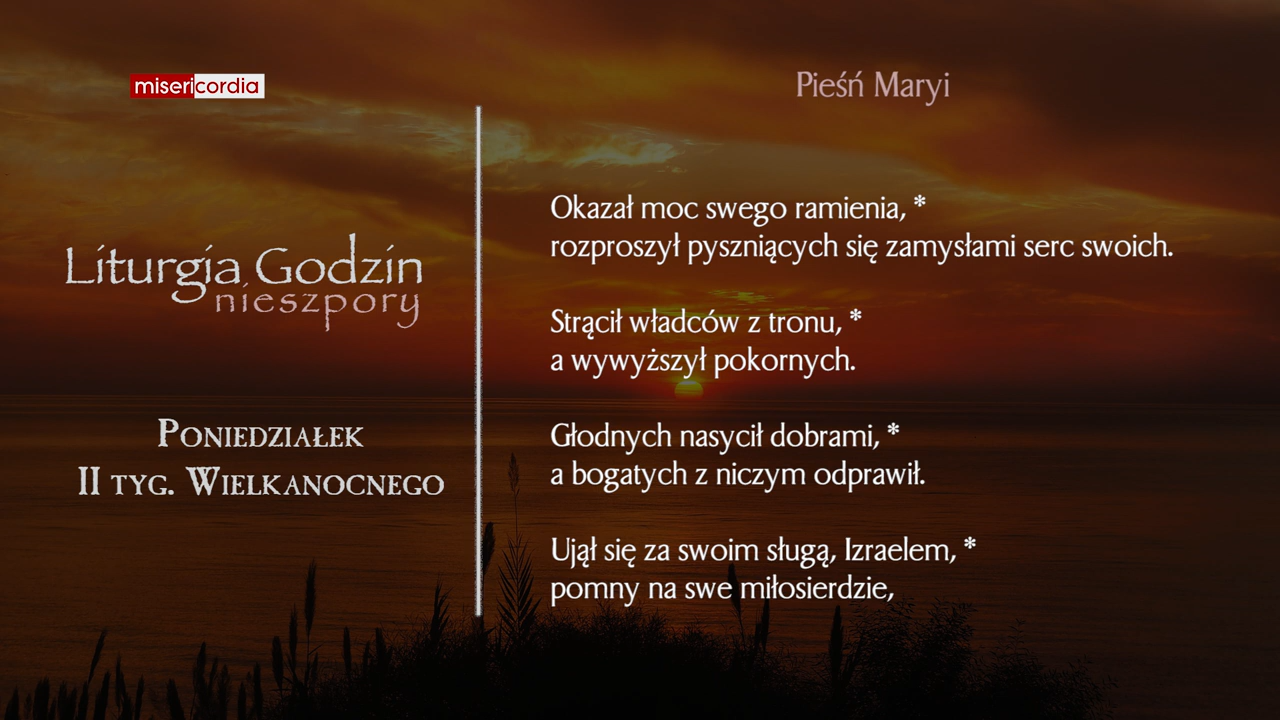 misericordia
Liturgia Godzin
nieszpory
Poniedziałek
II tyg. Wielkanocnego
Pieśń Maryi
Okazał moc swego ramienia, *
rozproszył pyszniących się zamysłami serc swoich.
Strącił władców z tronu, *
a wywyższył pokornych.
Głodnych nasycił dobrami, *
a bogatych z niczym odprawił.
Ujął się za swoim sługą, Izraelem, *
pomny na swe miłosierdzie,